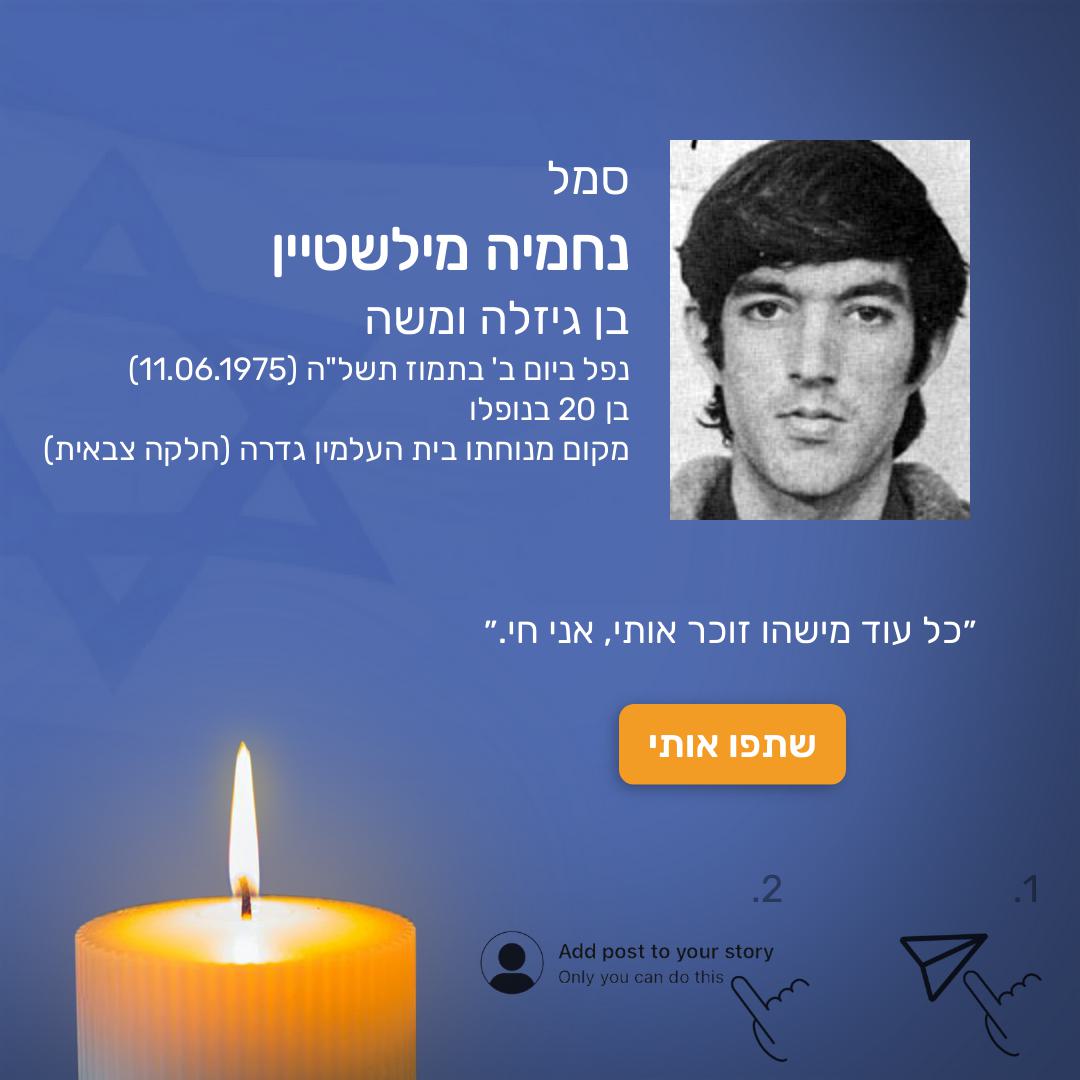 סמל
נחמיה מילשטיין
בן גיזלה ומשה
נפל ביום ב' בתמוז תשל"ה (11.06.1975)
בן 20 בנופלו
מקום מנוחתו בית העלמין גדרה (חלקה צבאית)
״כל עוד מישהו זוכר אותי, אני חי.״
שתפו אותי
1.
2.
Add post to your story
Only you can do this